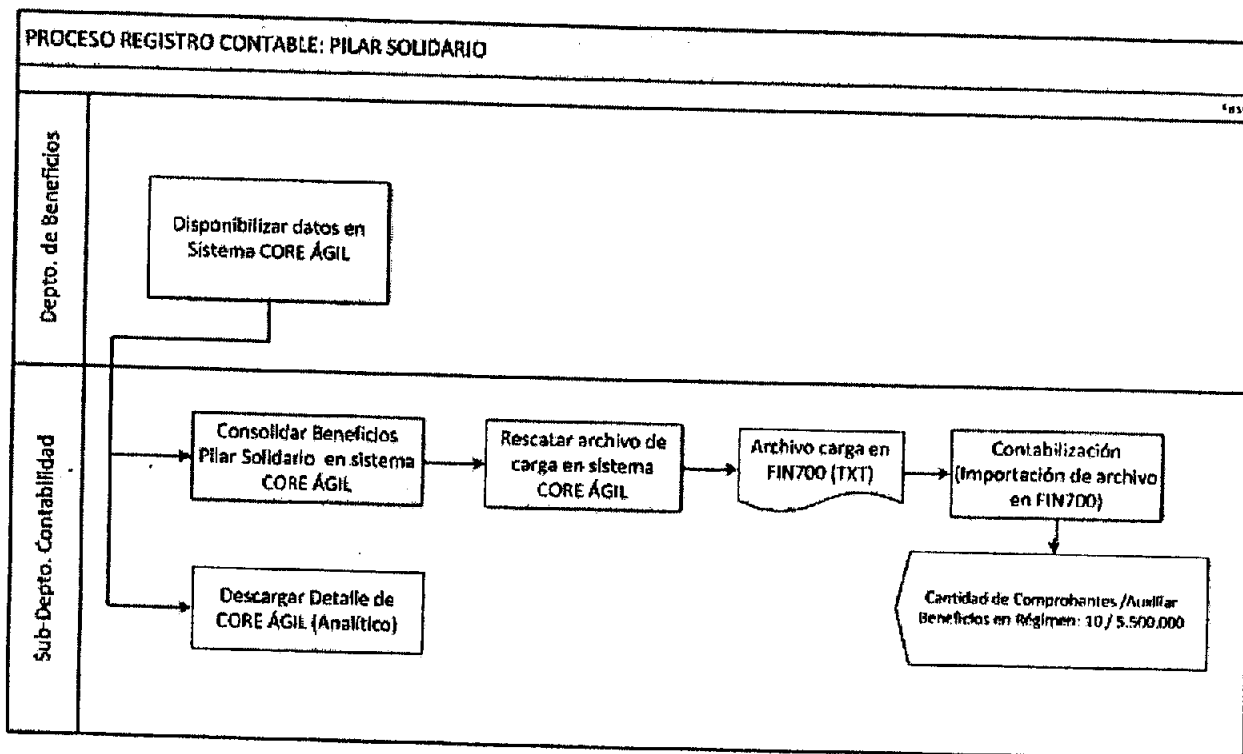 PROCESO REGISTRO CONTABLE: PILAR SOLIDARIO
Depto. de Beneficios
Disponibilizar datos en
Sistema CORE ÁGIL
Sub-Depto. Contabilidad
Consolidar Beneficios
Pilar Solidario en sistema
CORE ÁGIL
Rescatar archivo de
carga en sistema
CORE ÁGIL
Archivo carga en
FIN700 (TXT)
Contabilización
(Importación de archivo
en FIN700)
Descargar Detalle de
CORE ÁGIL (Analítico)
Cantidad de Comprobantes /Auxiliar
Beneficios en Régimen: 10 / 5.500.000